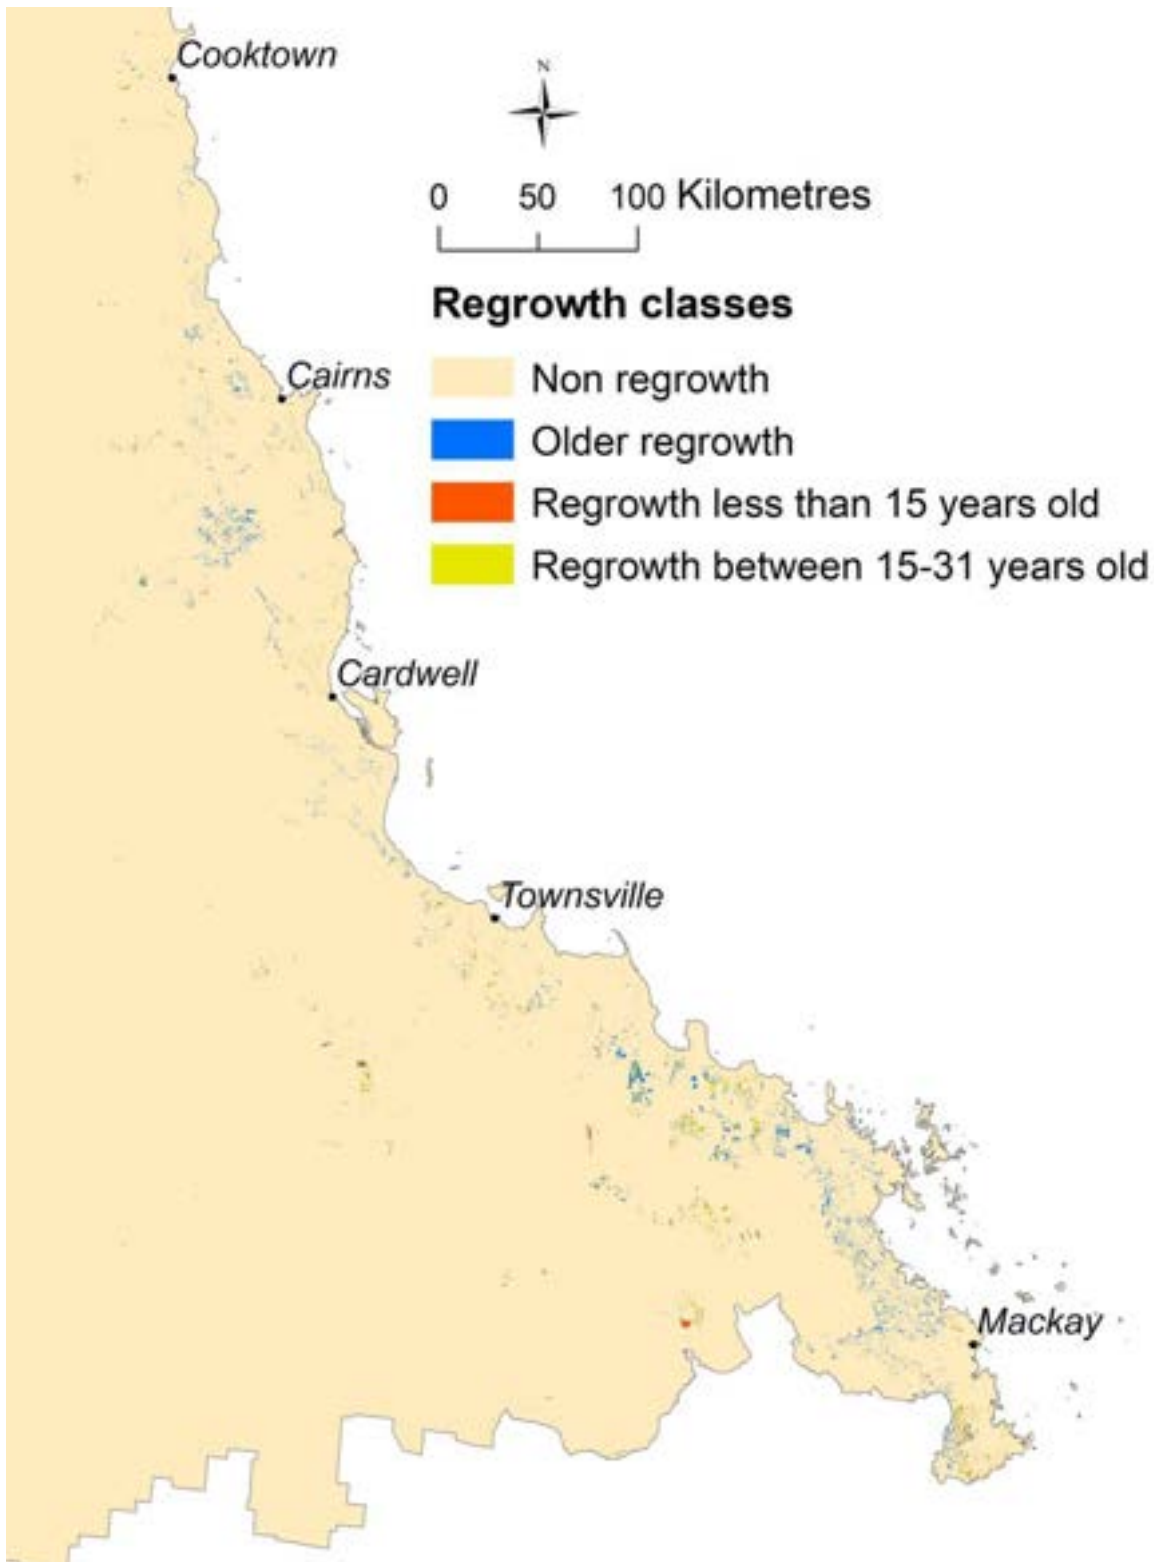 Cooktown
N
0 50 100 Kilometres
Regrowth classes
Non regrowth
Cairns
Older regrowth
Regrowth less than 15 years old
Regrowth between 15-31 years old
Cardwell
Townsville
Mackay